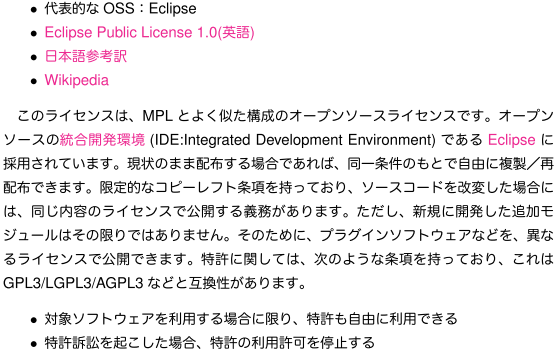 • 代表的な OSS：Eclipse
• Eclipse Public License 1.0(英語)
• 日本語参考訳
• Wikipedia
このライセンスは、MPL とよく似た構成のオープンソースライセンスです。オープン
ソースの統合開発環境 (IDE:Integrated Development Environment) である Eclipse に
採用されています。現状のまま配布する場合であれば、同一条件のもとで自由に複製／再
配布できます。限定的なコピーレフト条項を持っており、ソースコードを改変した場合に
は、同じ内容のライセンスで公開する義務があります。ただし、新規に開発した追加モ
ジュールはその限りではありません。そのために、プラグインソフトウェアなどを、異な
るライセンスで公開できます。特許に関しては、次のような条項を持っており、これは
GPL3/LGPL3/AGPL3 などと互換性があります。
• 対象ソフトウェアを利用する場合に限り、特許も自由に利用できる
• 特許訴訟を起こした場合、特許の利用許可を停止する